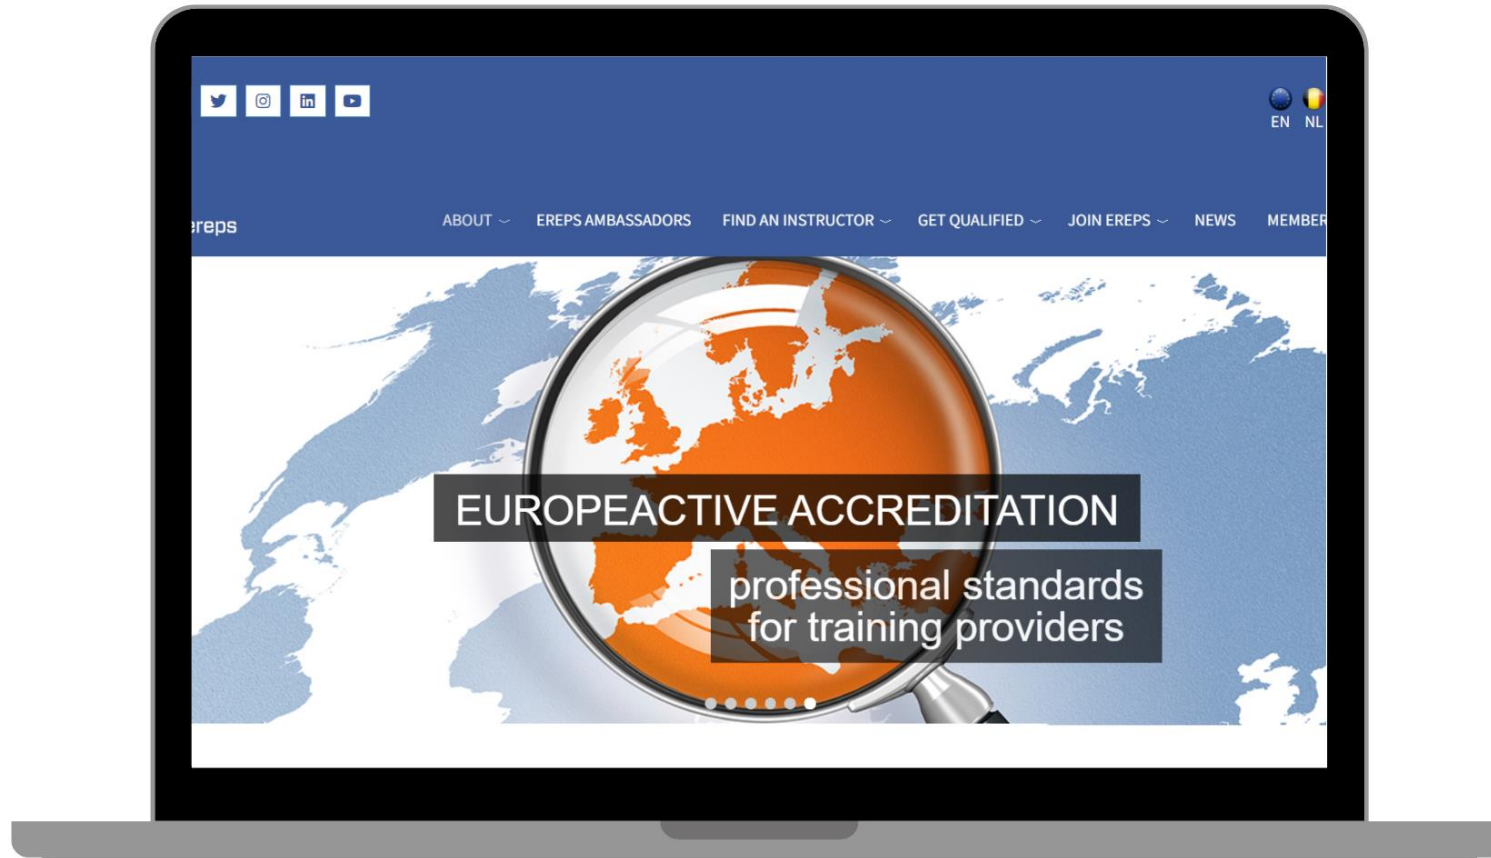 EN NL
ereps
ABOUT EREPS AMBASSADORS FIND AN INSTRUCTOR GET QUALIFIED JOIN EREPS NEWS MEMBER
EUROPEACTIVE ACCREDITATION
professional standards
for training providers